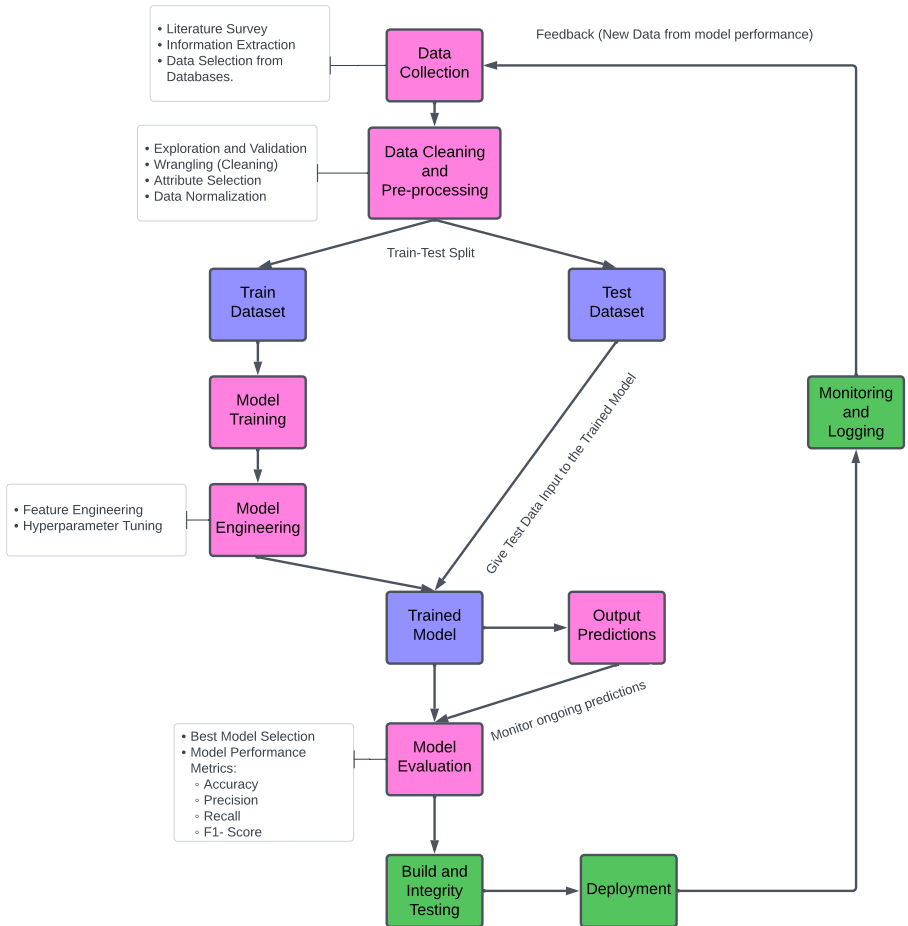 • Literature Survey
• Information Extraction
• Data Selection from
Databases.
Data
Collection
Feedback (New Data from model performance)
• Exploration and Validation
• Wrangling (Cleaning)
• Attribute Selection
• Data Normalization
Data Cleaning
and
Pre-processing
Train-Test Split
Train
Dataset
Test
Dataset
Model
Training
Give Test Data Input to the Trained Model
Monitoring
and
Logging
• Feature Engineering
• Hyperparameter Tuning
Model
Engineering
Trained
Model
Output
Predictions
Monitor ongoing predictions
• Best Model Selection
• Model Performance
Metrics:
◦ Accuracy
◦ Precision
◦ Recall
◦ F1- Score
Model
Evaluation
Build and
Integrity
Testing
Deployment